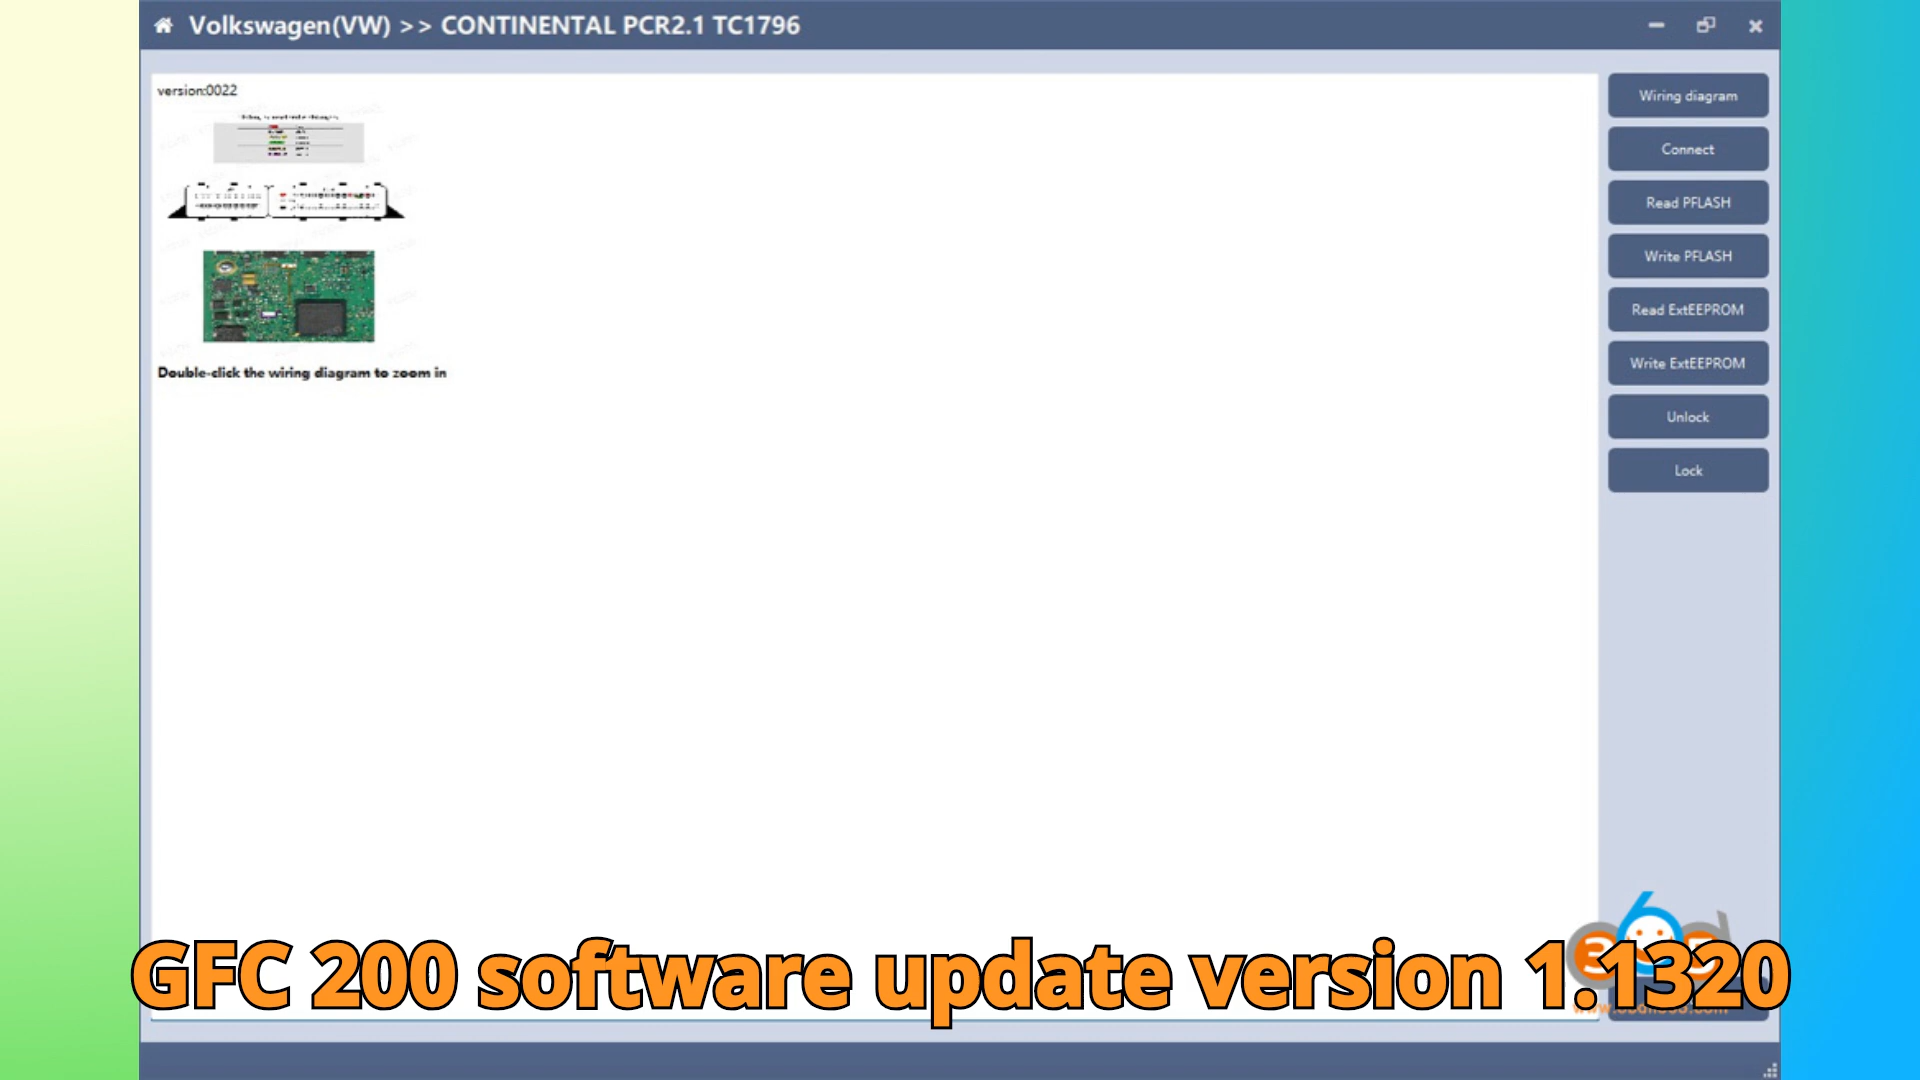 Volkswagen(VW) >> CONTINENTAL PCR2.1 TC1796
version:0022
Double-click the wiring diagram to zoom in
Wiring diagram
Connect
Read PFLASH
Write PFLASH
Read ExtEEPROM
Write ExtEEPROM
Unlock
Lock
GFC 200 software update version 1.1320